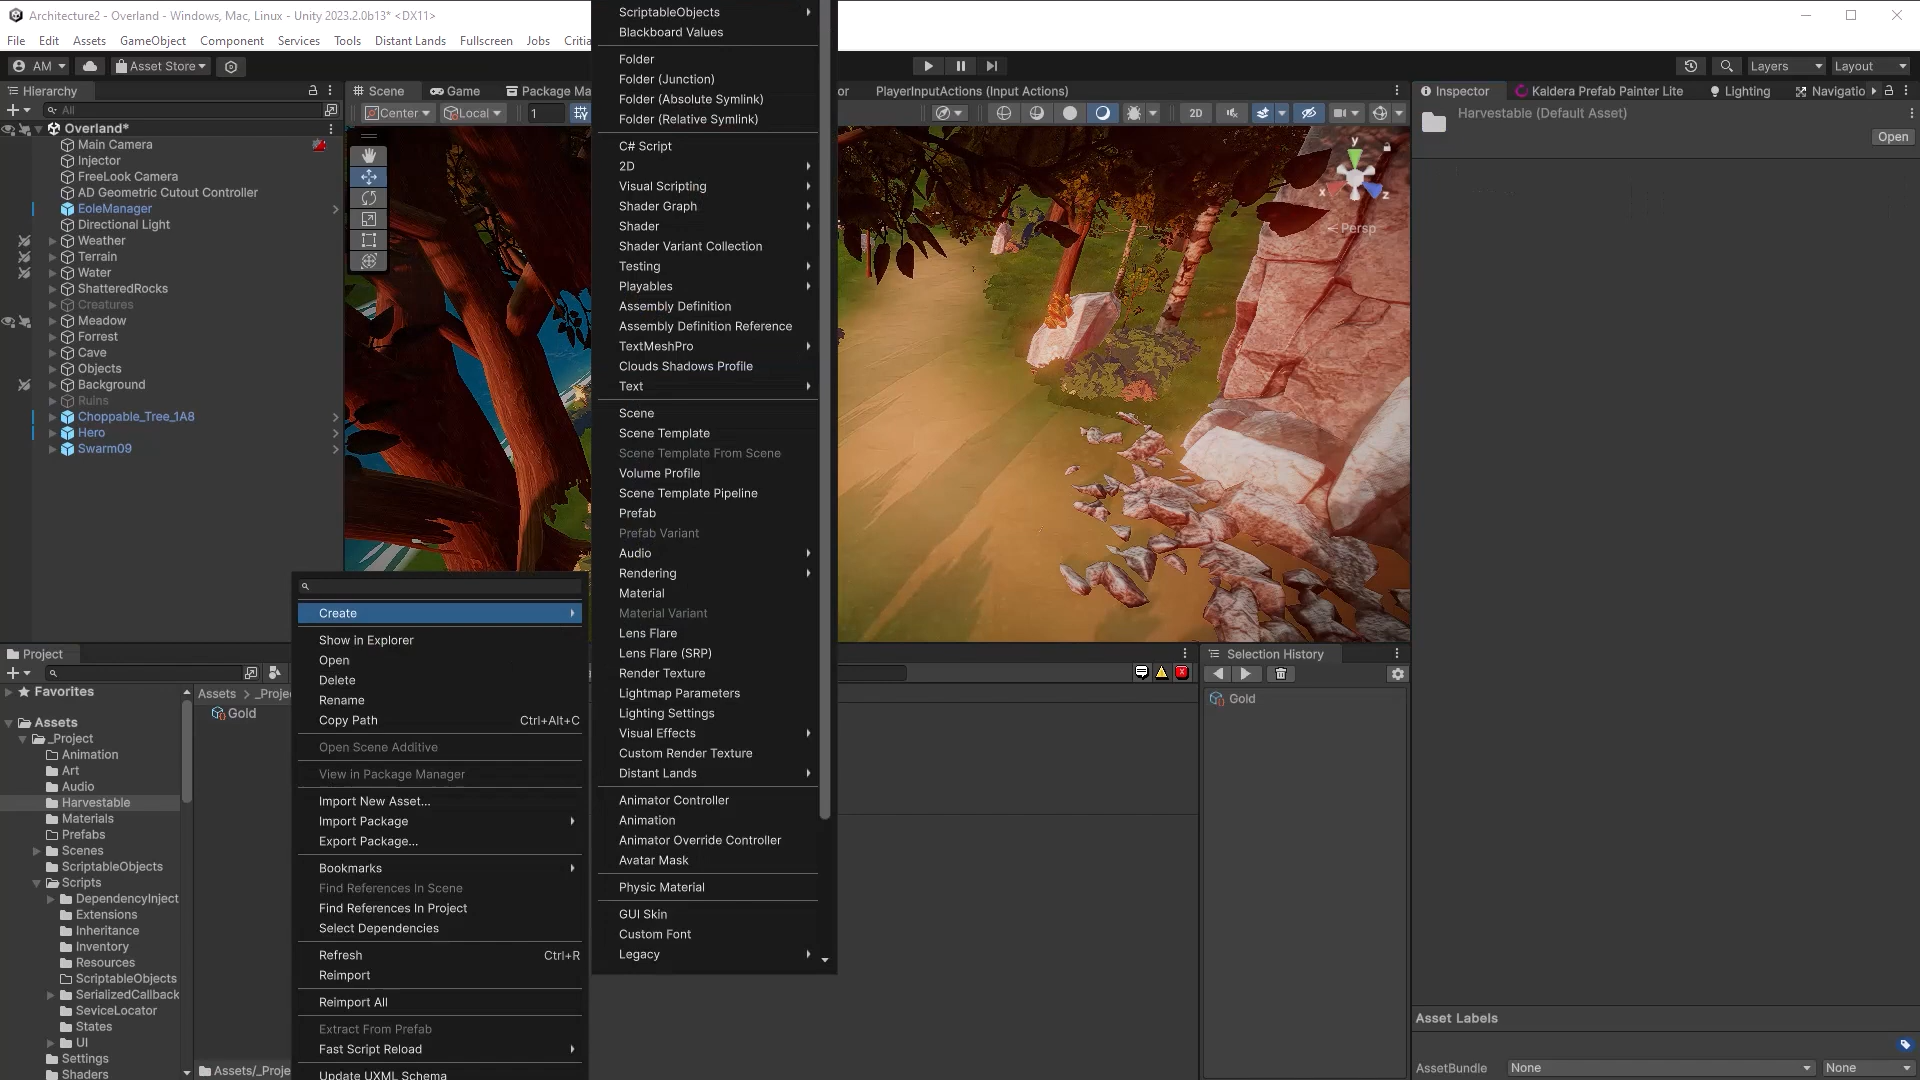 Architecture2 - Overland - Windows, Mac, Linux - Unity 2023.2.0b13* <DX11>
File Edit Assets GameObject Component Services Tools Distant Lands Fullscreen Jobs Critia
AM Asset Store Layers Layout
Hierarchy
All
Overland*
Main Camera
Injector
FreeLook Camera
AD Geometric Cutout Controller
EoleManager
Directional Light
Weather
Terrain
Water
ShatteredRocks
Creatures
Meadow
Forrest
Cave
Objects
Background
Ruins
Choppable_Tree_1A8
Hero
Swarm09
Scene Game Package Ma or PlayerInputActions (Input Actions)
Center Local 1 2D
y
x z
Persp
ScriptableObjects
Blackboard Values
Folder
Folder (Junction)
Folder (Absolute Symlink)
Folder (Relative Symlink)
C# Script
2D
Visual Scripting
Shader Graph
Shader
Shader Variant Collection
Testing
Playables
Assembly Definition
Assembly Definition Reference
TextMeshPro
Clouds Shadows Profile
Text
Scene
Scene Template
Scene Template From Scene
Volume Profile
Scene Template Pipeline
Prefab
Prefab Variant
Audio
Rendering
Material
Material Variant
Lens Flare
Lens Flare (SRP)
Render Texture
Lightmap Parameters
Lighting Settings
Visual Effects
Custom Render Texture
Distant Lands
Animator Controller
Animation
Animator Override Controller
Avatar Mask
Physic Material
GUI Skin
Custom Font
Legacy
Create
Show in Explorer
Open
Delete
Rename
Copy Path Ctrl+Alt+C
Open Scene Additive
View in Package Manager
Import New Asset...
Import Package
Export Package...
Bookmarks
Find References In Scene
Find References In Project
Select Dependencies
Refresh Ctrl+R
Reimport
Reimport All
Extract From Prefab
Fast Script Reload
Update UXML Schema
Project
Favorites
Assets
_Project
Animation
Art
Audio
Harvestable
Materials
Prefabs
Scenes
ScriptableObjects
Scripts
DependencyInject
Extensions
Inheritance
Inventory
Resources
ScriptableObjects
SerializedCallback
SeviceLocator
States
UI
Settings
Shaders
Assets > _Projec
Gold
Assets/_Proje
Selection History
Gold
Inspector Kaldera Prefab Painter Lite Lighting Navigatio
Harvestable (Default Asset)
Open
Asset Labels
AssetBundle None None